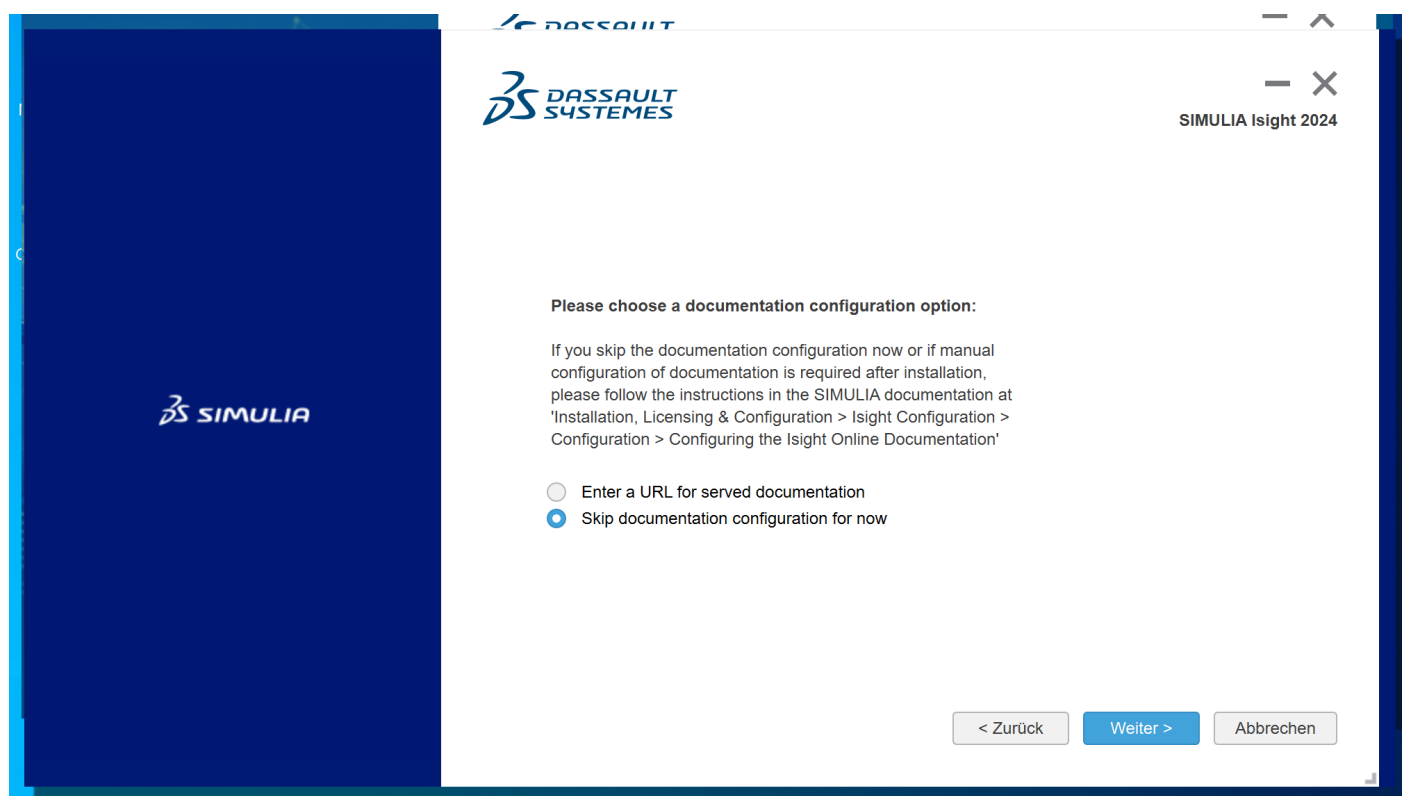 DASSAULT
DASSAULT
SYSTEMES
SIMULIA Isight 2024
Please choose a documentation configuration option:
If you skip the documentation configuration now or if manual
configuration of documentation is required after installation,
please follow the instructions in the SIMULIA documentation at
'Installation, Licensing & Configuration > Isight Configuration >
Configuration > Configuring the Isight Online Documentation'
SIMULIA
Enter a URL for served documentation
Skip documentation configuration for now
< Zurück
Weiter >
Abbrechen